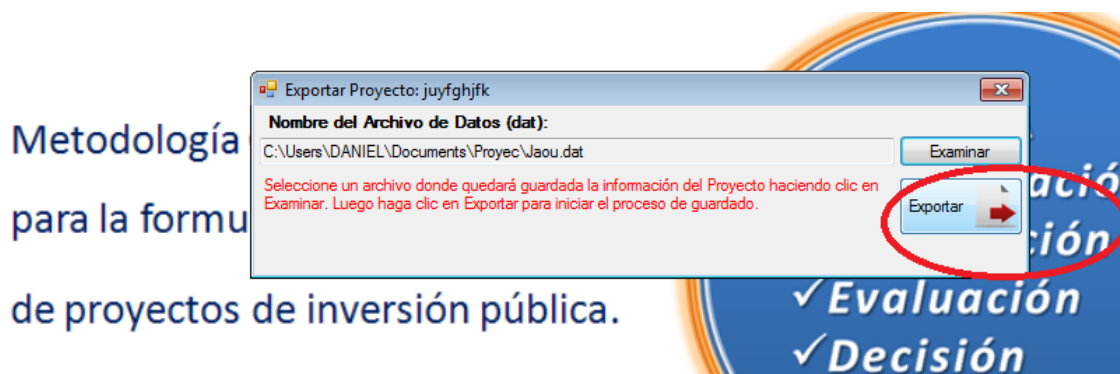 Exportar Proyecto: juyfghjfk
Nombre del Archivo de Datos (dat):
C:\Users\DANIEL\Documents\Proyec\Jaou.dat
Examinar
Seleccione un archivo donde quedará guardada la información del Proyecto haciendo clic en
Examinar. Luego haga clic en Exportar para iniciar el proceso de guardado.
Exportar
Metodología
para la formu
de proyectos de inversión pública.
ació
ión
✓Evaluación
✓Decisión